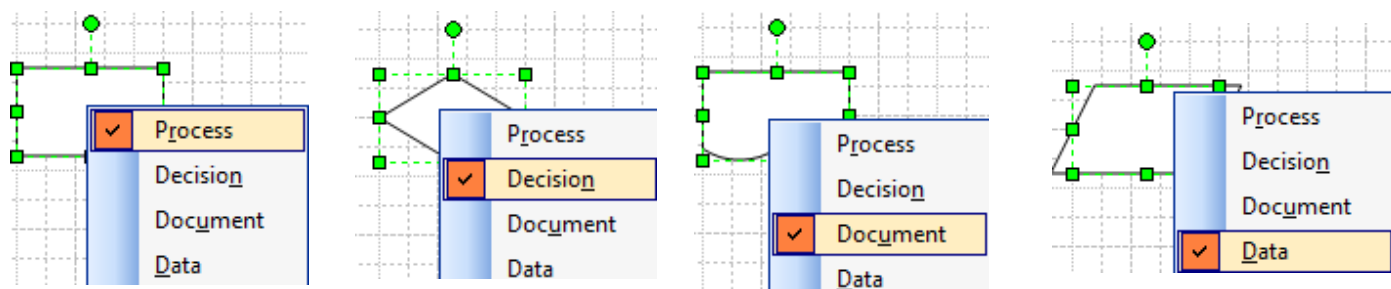 Process
Decision
Document
Data
Process
Decision
Document
Data
Process
Decision
Document
Data
Process
Decision
Document
Data